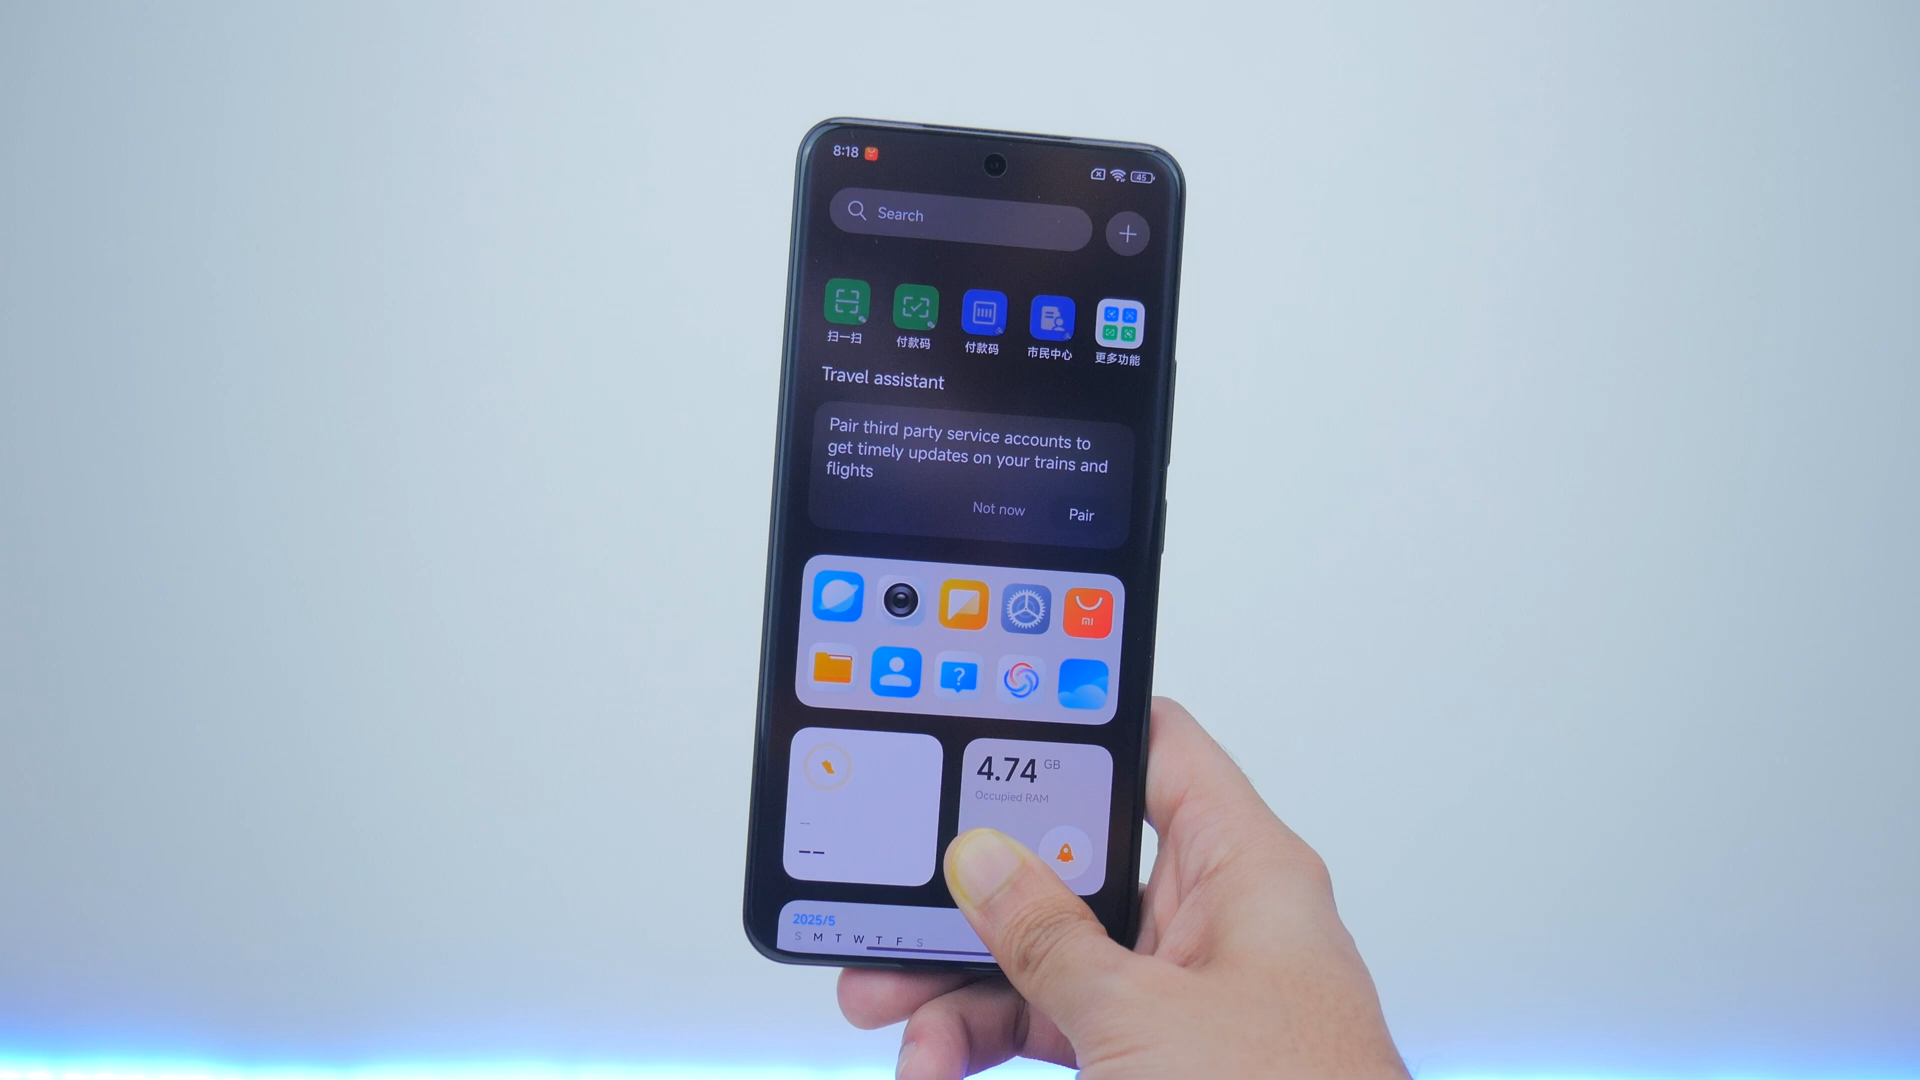 8:18
45
Search
扫一扫
付款码
付款码
市民中心
更多功能
Travel assistant
Pair third party service accounts to
get timely updates on your trains and
flights
Not now
Pair
mi
?
4.74 GB
Occupied RAM
--
--
2025/5
S M T W T F S